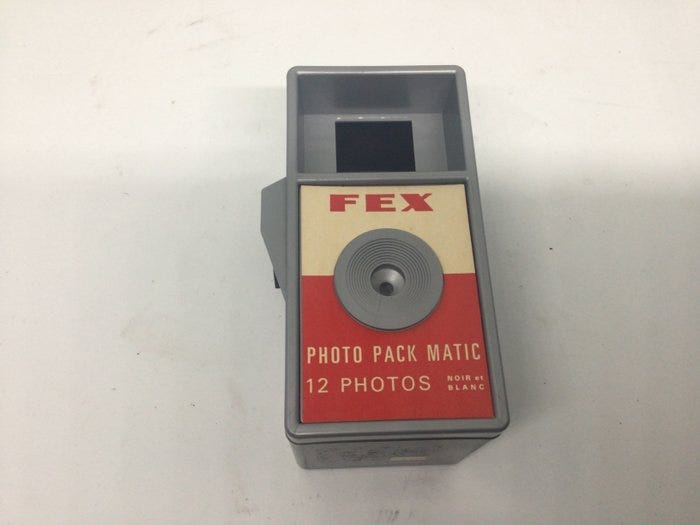 FEX
PHOTO PACK MATIC
12 PHOTOS NOIR et
BLANC